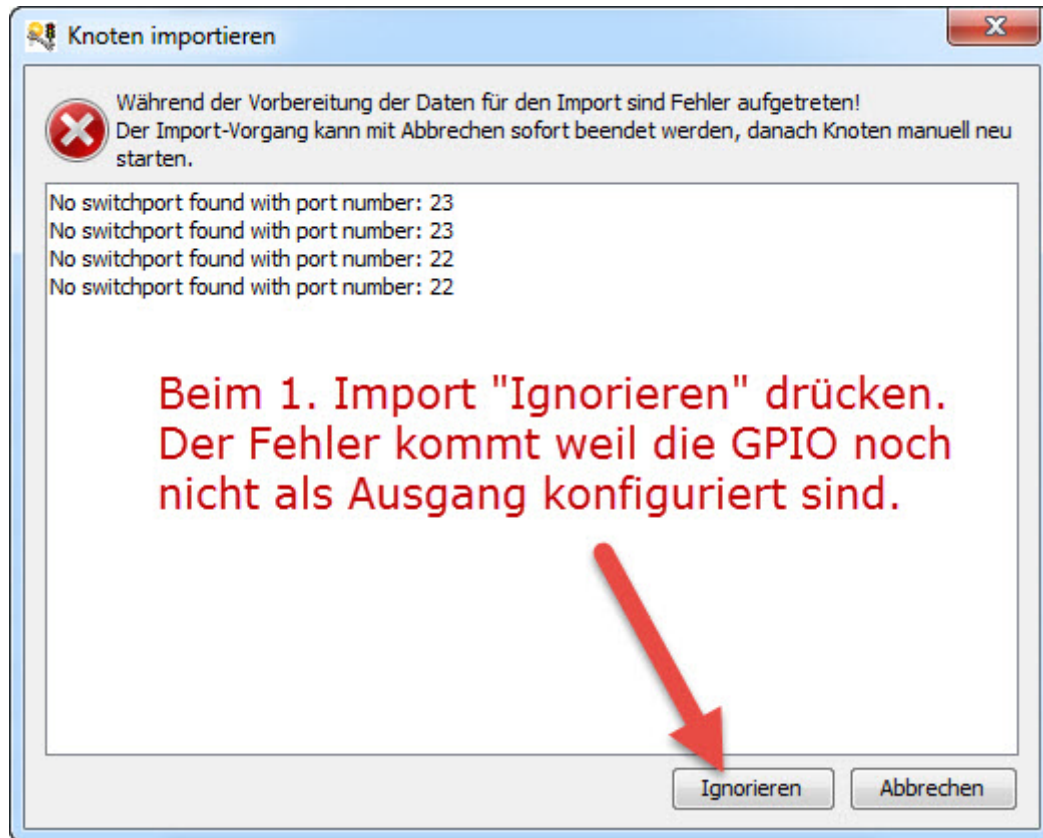 Knoten importieren
Während der Vorbereitung der Daten für den Import sind Fehler aufgetreten!
Der Import-Vorgang kann mit Abbrechen sofort beendet werden, danach Knoten manuell neu
starten.
No switchport found with port number: 23
No switchport found with port number: 23
No switchport found with port number: 22
No switchport found with port number: 22
Beim 1. Import "Ignorieren" drücken.
Der Fehler kommt weil die GPIO noch
nicht als Ausgang konfiguriert sind.
Ignorieren Abbrechen